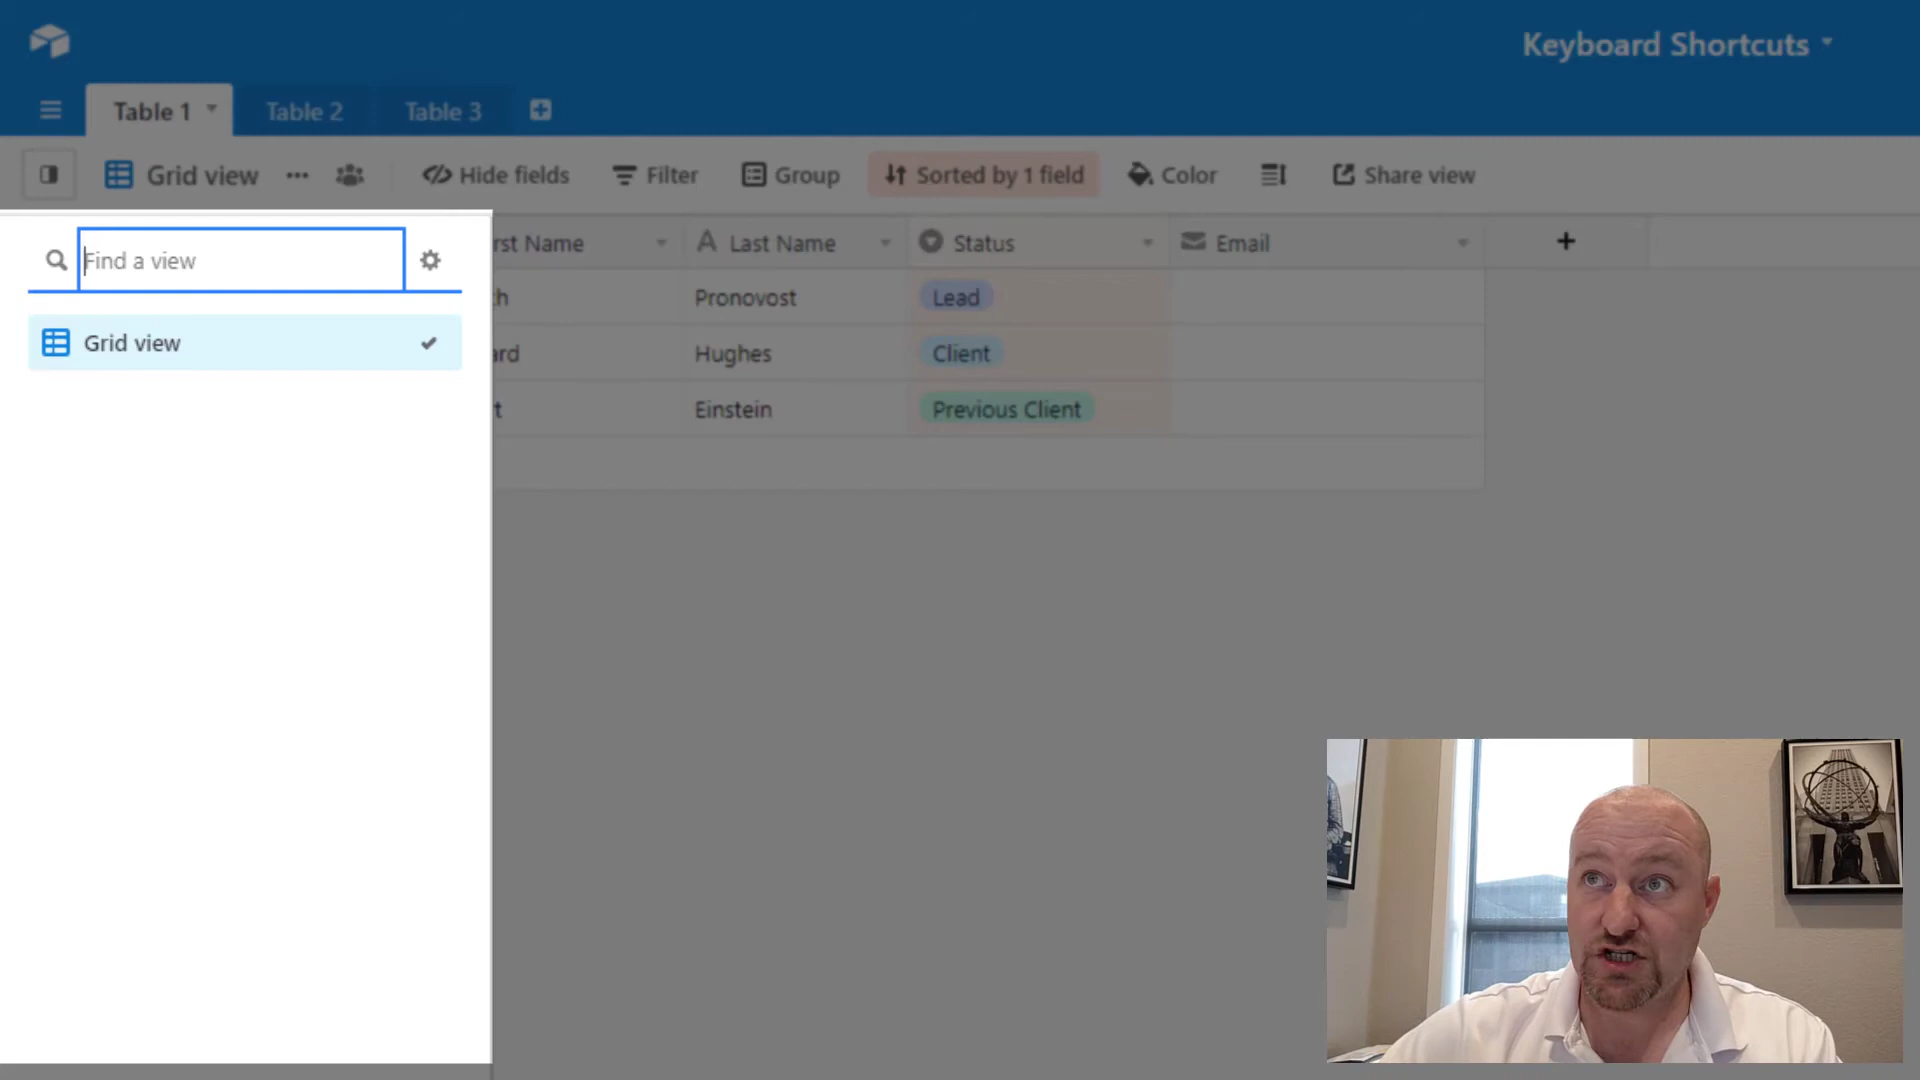 Keyboard Shortcuts
Table 1
Table 2
Table 3
Grid view
Hide fields
Filter
Group
Sorted by 1 field
Color
Share view
Find a view
Grid view
rst Name
Last Name
Status
Email
h
Pronovost
Lead
ard
Hughes
Client
t
Einstein
Previous Client